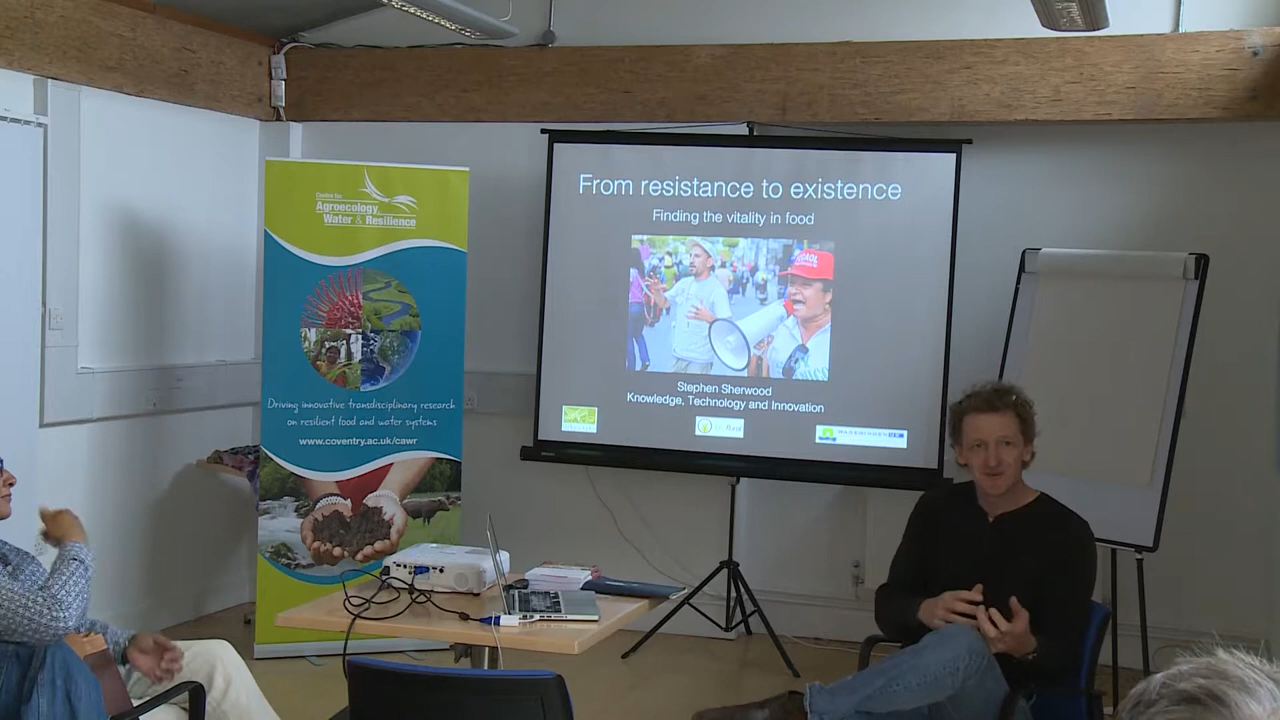 Centre for
Agroecology
Water & Resilience
Driving innovative transdisciplinary research
on resilient food and water systems
www.coventry.ac.uk/cawr
From resistance to existence
Finding the vitality in food
Stephen Sherwood
Knowledge, Technology and Innovation
WAGENINGEN